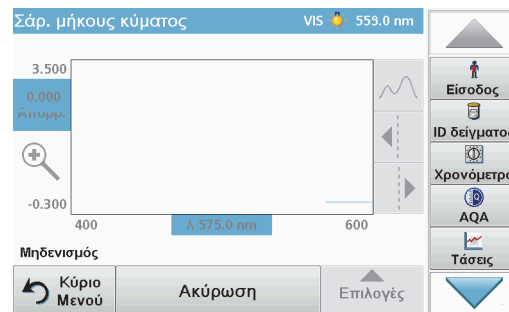 Σάρ. μήκους κύματος VIS 559.0 nm
3.500
0.000
Απορρ.
-0.300
400 λ 575.0 nm 600
Μηδενισμός
Κύριο
Μενού
Ακύρωση
Επιλογές
Είσοδος
ID δείγματο
Χρονόμετρο
AQA
Τάσεις